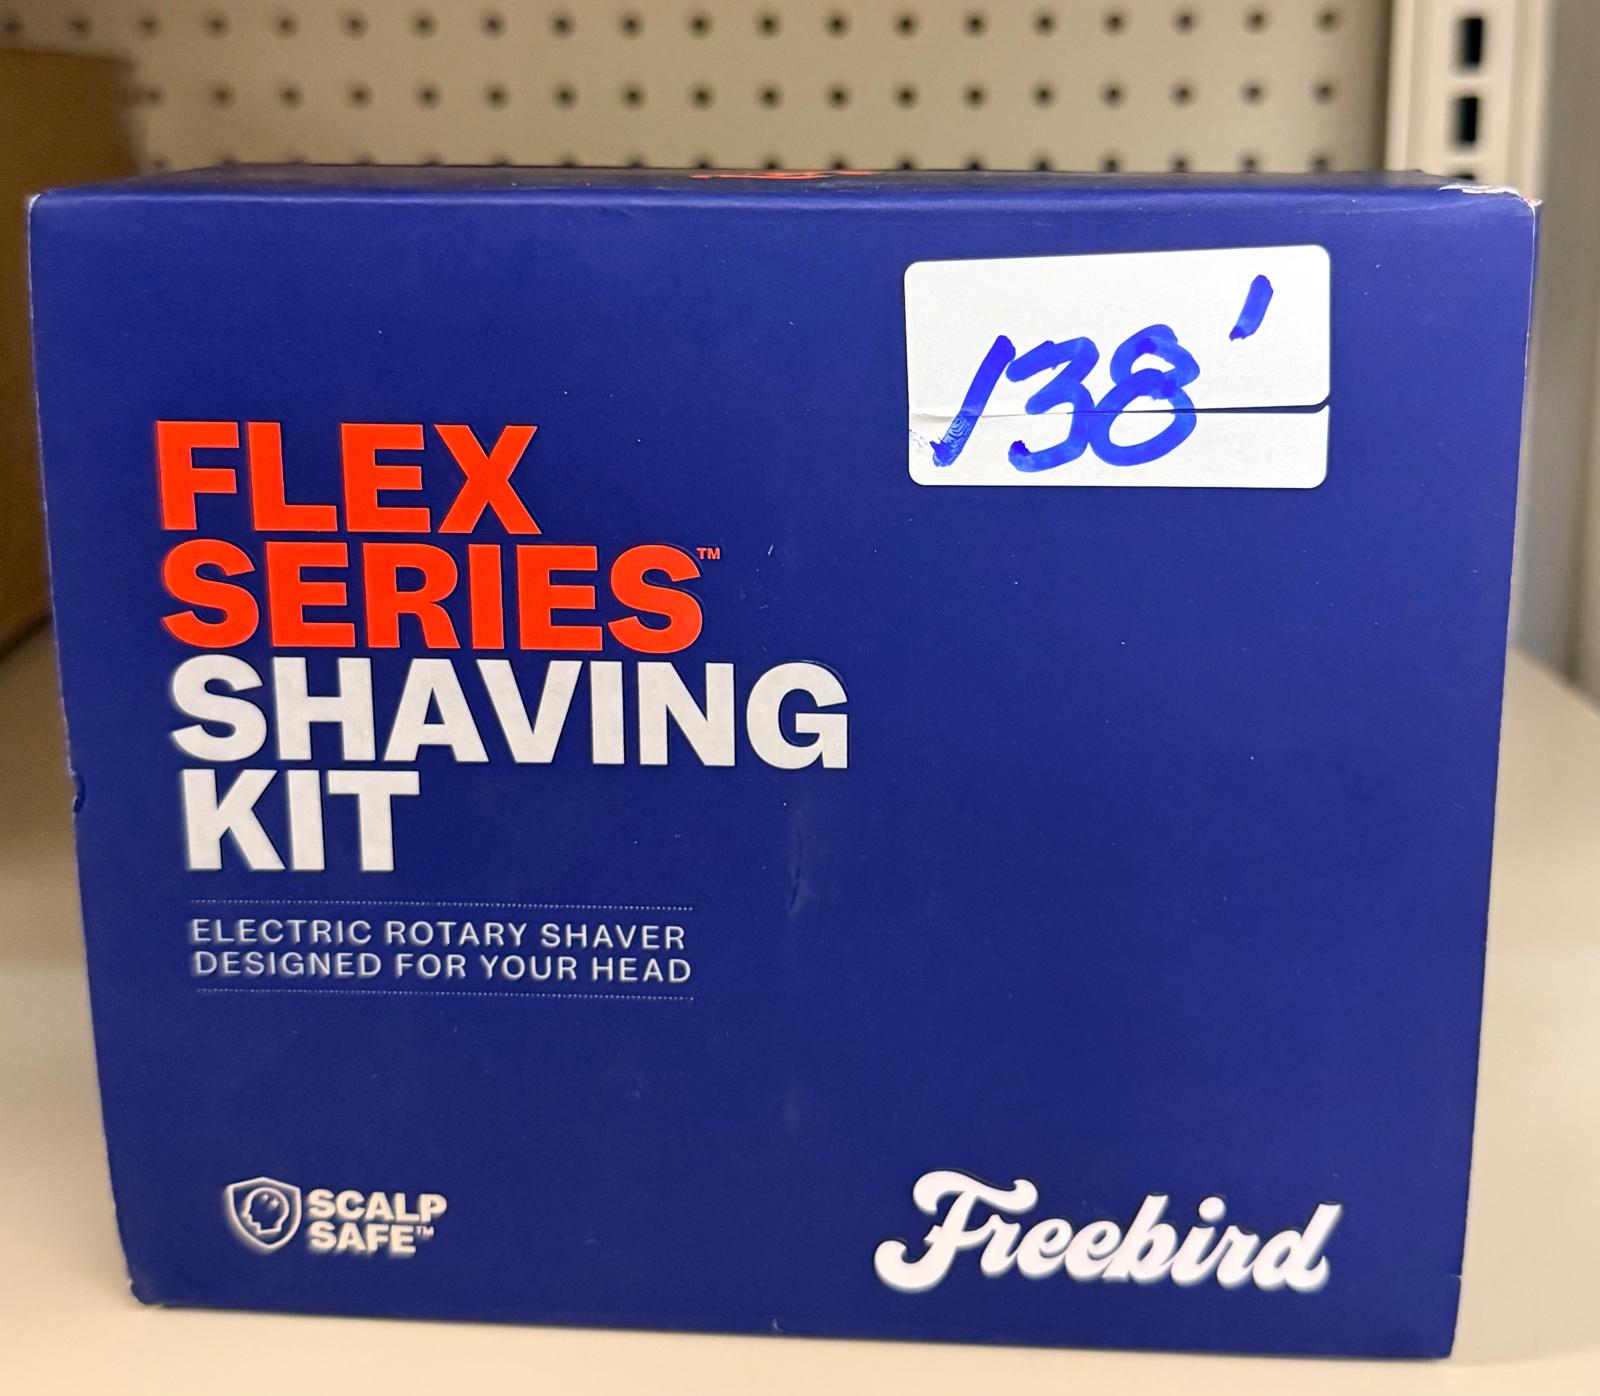 138'
FLEX
SERIES™
SHAVING
KIT
ELECTRIC ROTARY SHAVER
DESIGNED FOR YOUR HEAD
SCALP
SAFE™
Freebird